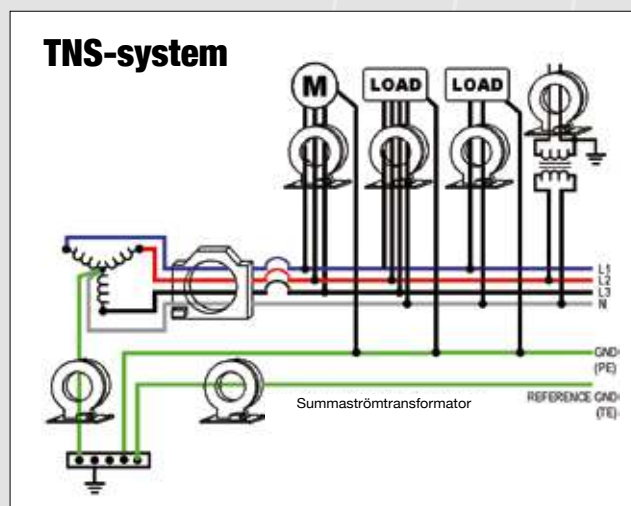 TNS-system
M
LOAD
LOAD
L1
L2
L3
N
GND
(PE)
Summaströmtransformator
REFERENCE GND
(TE)